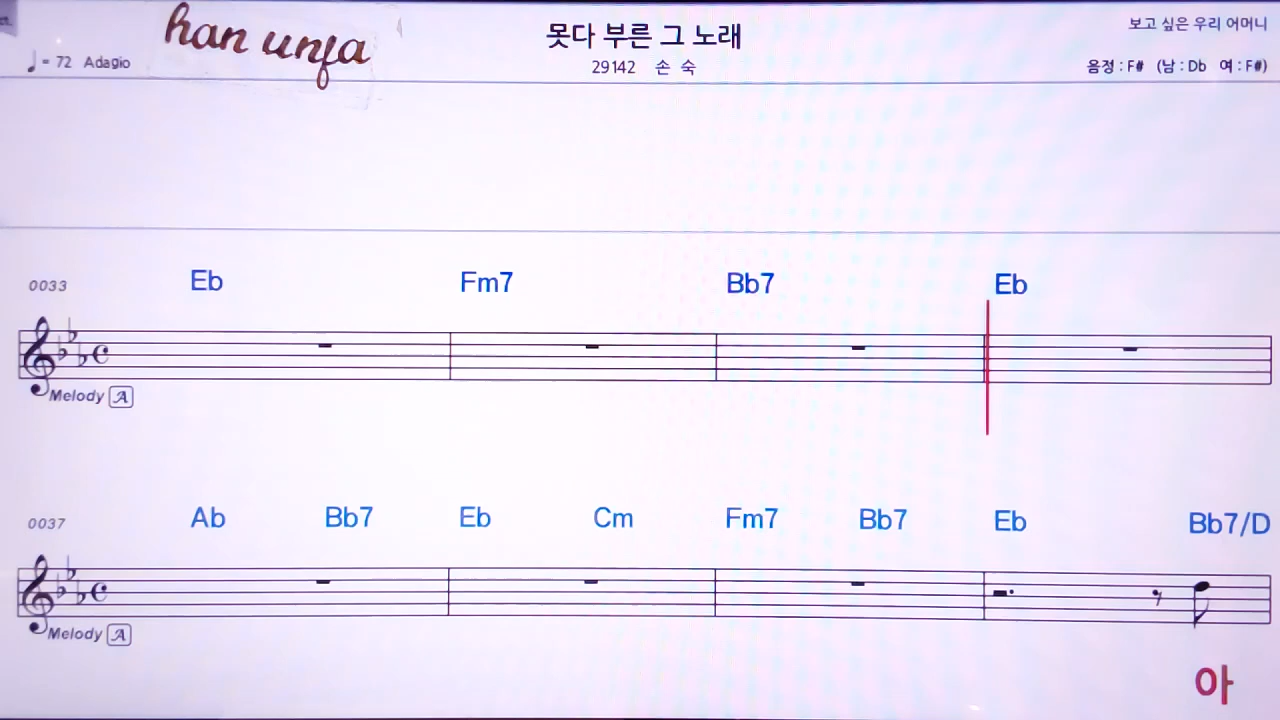 han unfa
못다 부른 그 노래
보고 싶은 우리 어머니
♩= 72 Adagio
29142 손 숙
음정 : F# (남 : Db 여 : F#)
0033 Eb Fm7 Bb7 Eb
Melody A
0037 Ab Bb7 Eb Cm Fm7 Bb7 Eb Bb7/D
Melody A
아